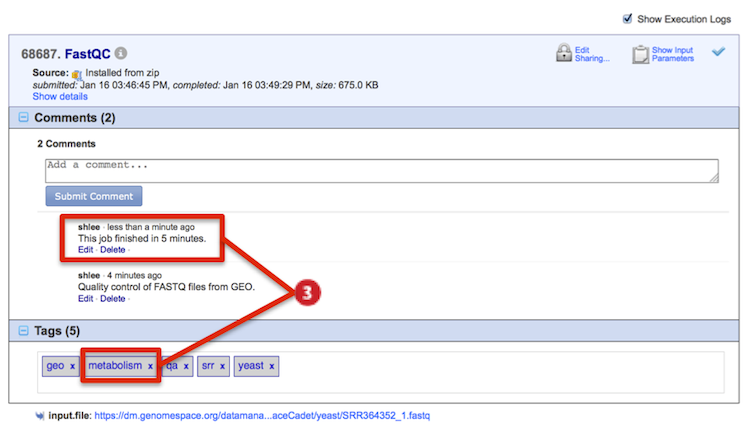 Show Execution Logs
68687. FastQC
Edit Sharing...
Show Input Parameters
Source: Installed from zip
submitted: Jan 16 03:46:45 PM, completed: Jan 16 03:49:29 PM, size: 675.0 KB
Show details
Comments (2)
2 Comments
Add a comment...
Submit Comment
shlee · less than a minute ago
This job finished in 5 minutes.
Edit · Delete ·
shlee · 4 minutes ago
Quality control of FASTQ files from GEO.
Edit · Delete ·
3
Tags (5)
geo x metabolism x qa x srr x yeast x
input.file: https://dm.genomespace.org/datamana...aceCadet/yeast/SRR364352_1.fastq